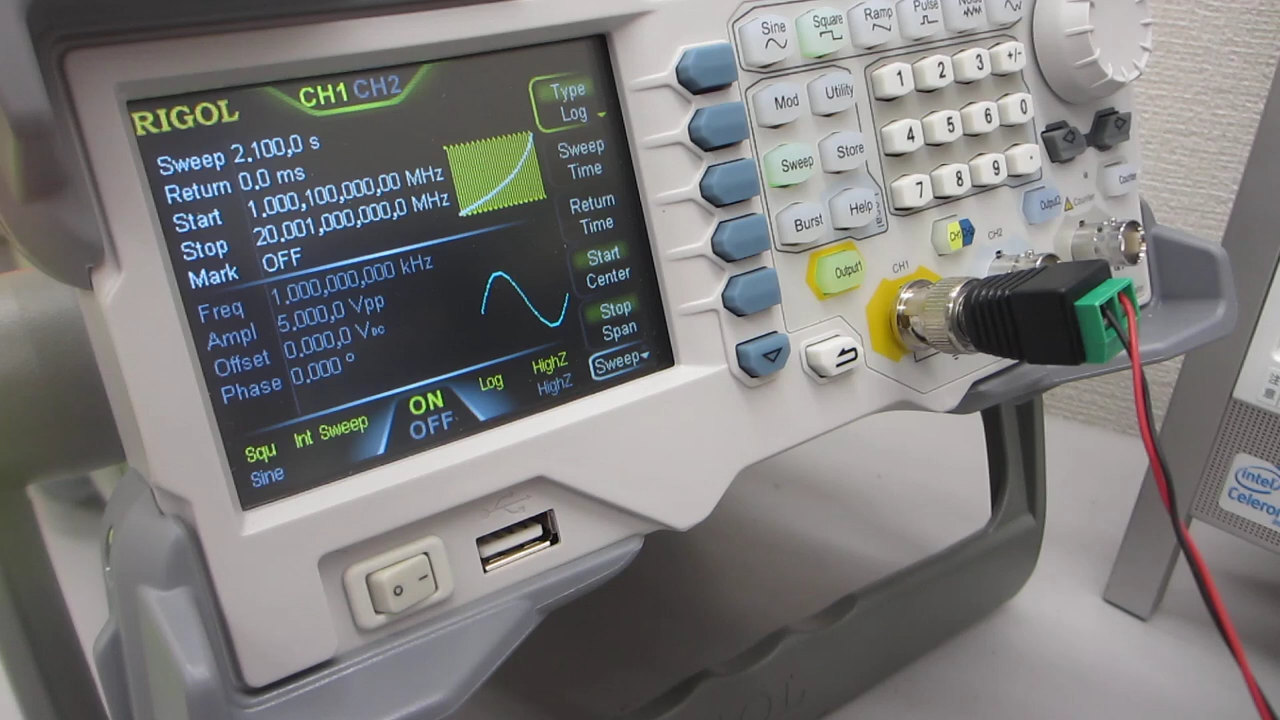 RIGOL
CH1 CH2
Sweep 2.100,0 s
Return 0,0 ms
Start 1.000,100,000,00 MHz
Stop 20.001,000,000,0 MHz
Mark OFF
Freq 1.000,000,000 kHz
Ampl 5.000,0 Vpp
Offset 0.000,0 VDC
Phase 0.000 °
Type
Log
Sweep
Time
Return
Time
Start
Center
Stop
Span
Sweep
Squ Int Sweep ON Log HighZ
Sine OFF HighZ
Sine Square Ramp Pulse
Mod Utility
Sweep Store
Burst Help
1 2 3 +/-
4 5 6 0
7 8 9 .
Output1
CH1
CH1
CH2
Output2
Counter
intel
Celeron